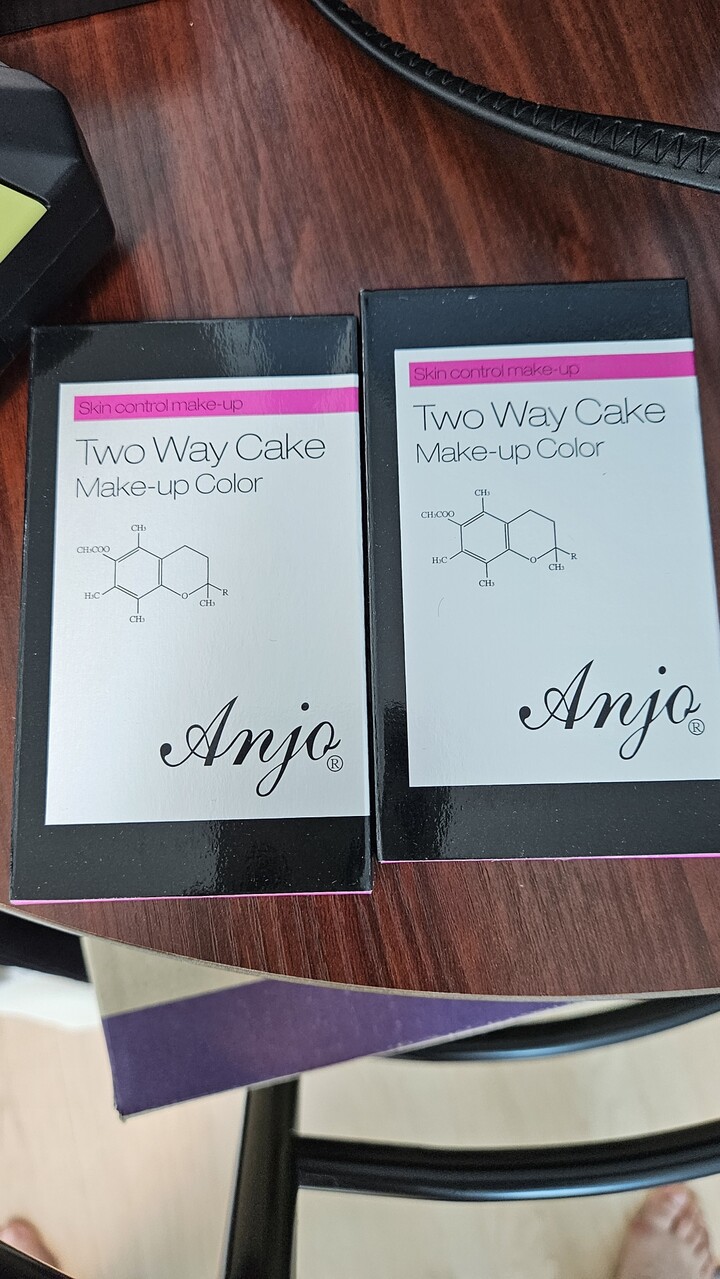 Skin control make-up
Two Way Cake
Make-up Color
CH₃
CH₃COO
H₃C
O
R
CH₃
CH₃
Anjo®
Skin control make-up
Two Way Cake
Make-up Color
CH₃
CH₃COO
H₃C
O
R
CH₃
CH₃
Anjo®